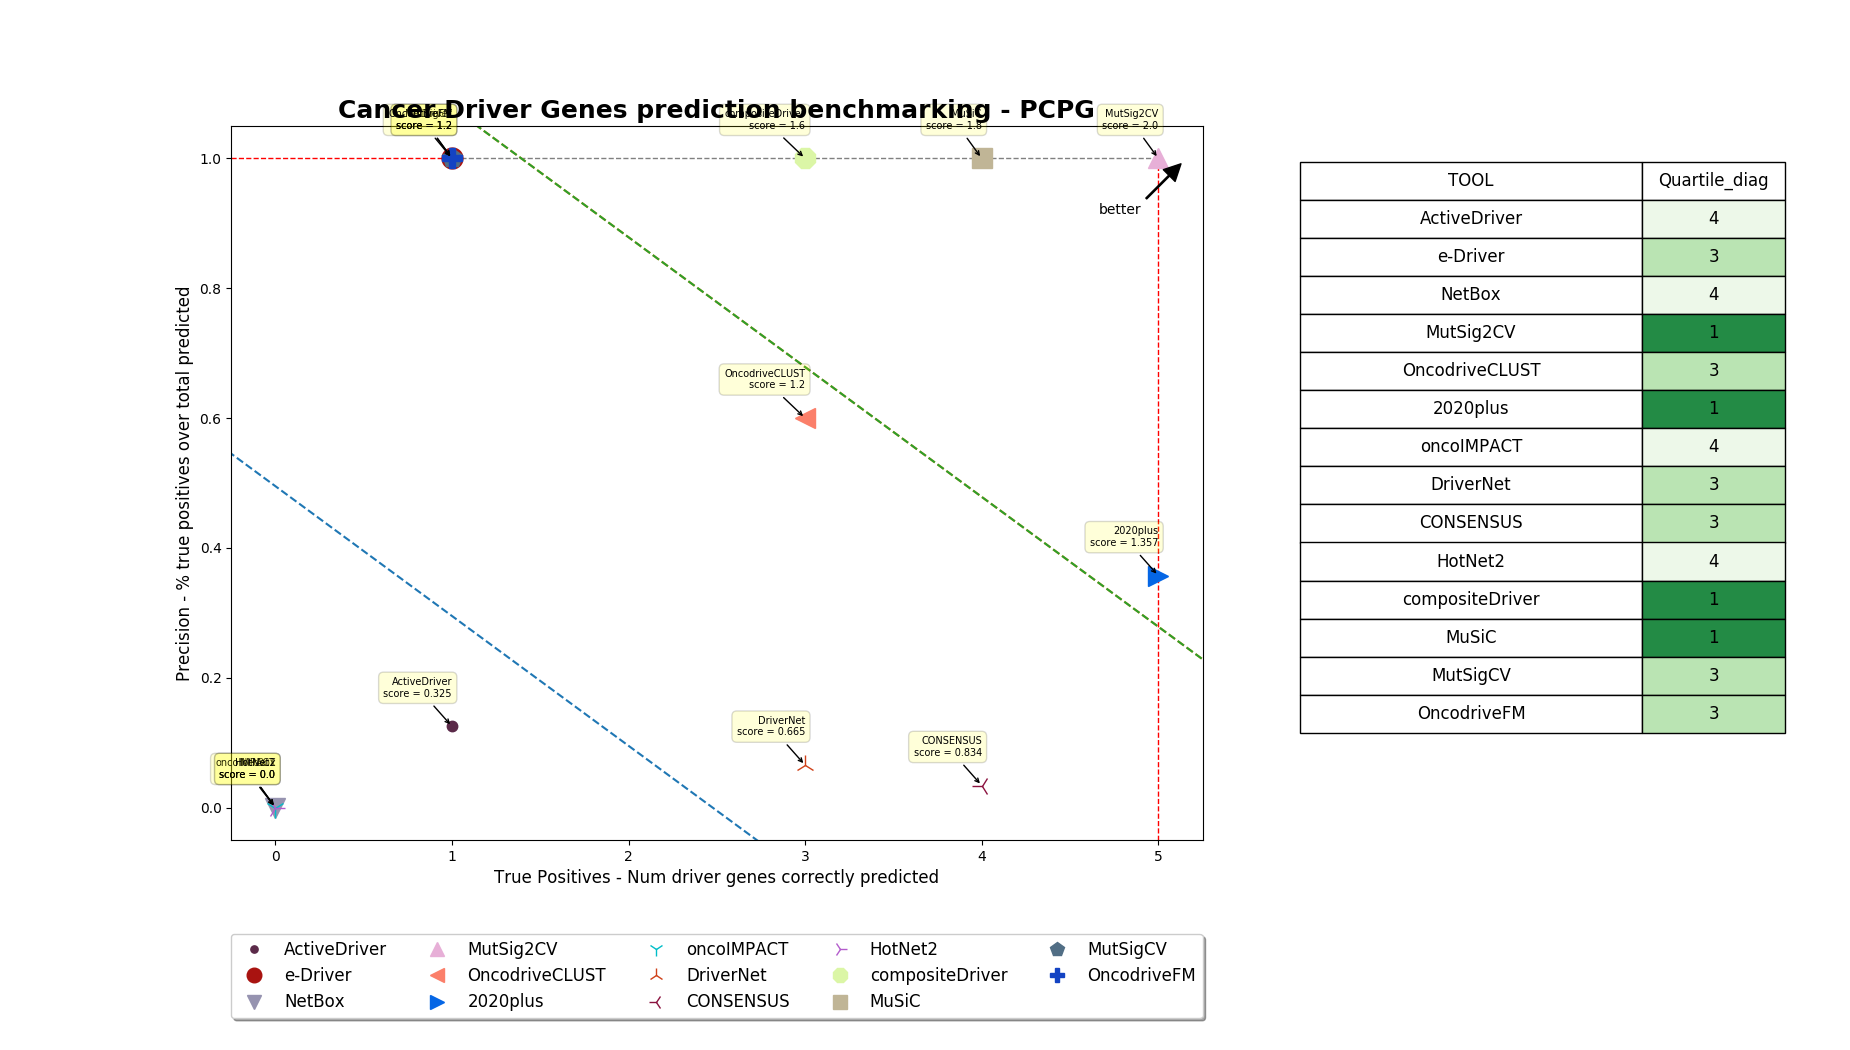 Cancer Driver Genes prediction benchmarking - PCPG
score = 1.2
compositeDriver
score = 1.6
MuSiC
score = 1.8
MutSig2CV
score = 2.0
better
OncodriveCLUST
score = 1.2
2020plus
score = 1.357
ActiveDriver
score = 0.325
DriverNet
score = 0.665
CONSENSUS
score = 0.834
score = 0.0
1.0
0.8
0.6
0.4
0.2
0.0
Precision - % true positives over total predicted
0 1 2 3 4 5
True Positives - Num driver genes correctly predicted
TOOL Quartile_diag
ActiveDriver 4
e-Driver 3
NetBox 4
MutSig2CV 1
OncodriveCLUST 3
2020plus 1
oncoIMPACT 4
DriverNet 3
CONSENSUS 3
HotNet2 4
compositeDriver 1
MuSiC 1
MutSigCV 3
OncodriveFM 3
ActiveDriver MutSig2CV oncoIMPACT HotNet2 MutSigCV
e-Driver OncodriveCLUST DriverNet compositeDriver OncodriveFM
NetBox 2020plus CONSENSUS MuSiC